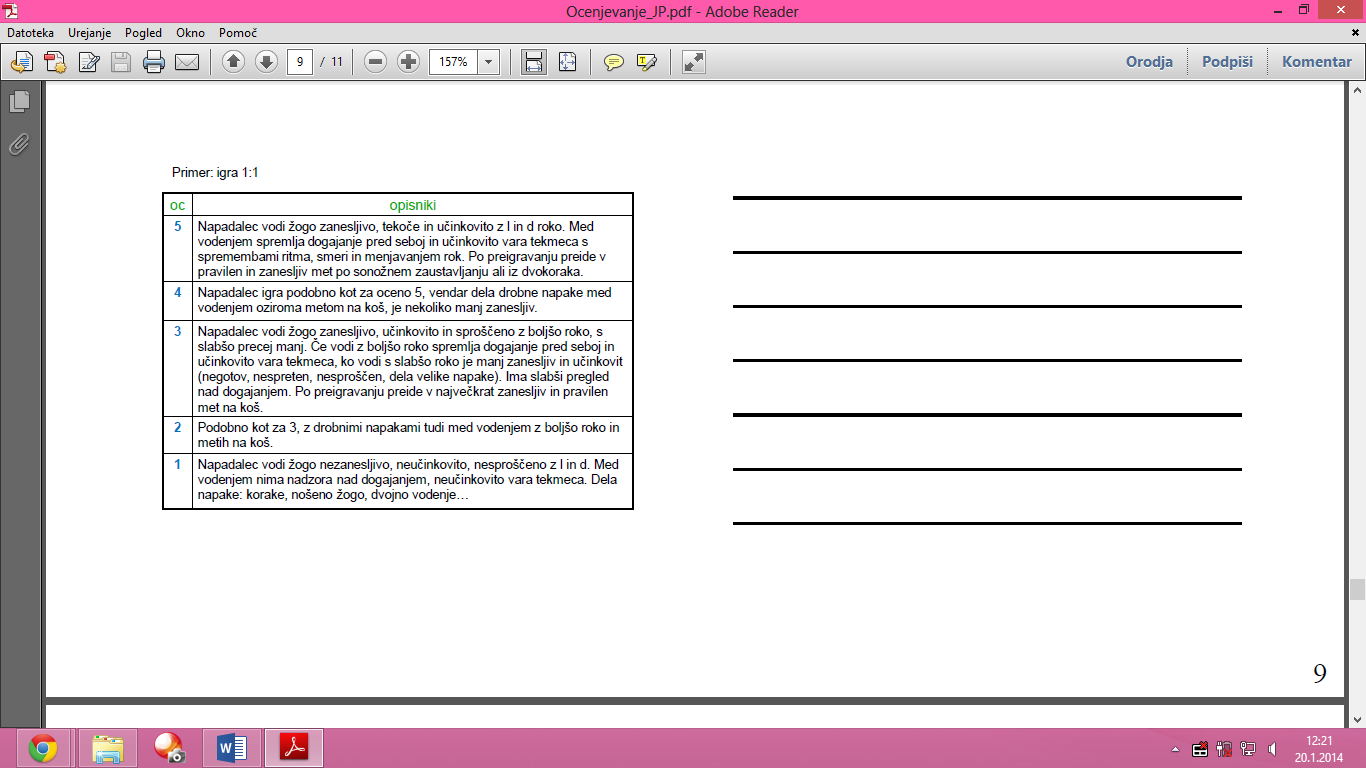 Ocenjevanje_JP.pdf - Adobe Reader
Datoteka Urejanje Pogled Okno Pomoč
9 / 11 157% Orodja Podpiši Komentar
Primer: igra 1:1
oc opisniki
5 Napadalec vodi žogo zanesljivo, tekoče in učinkovito z l in d roko. Med
vodenjem spremlja dogajanje pred seboj in učinkovito vara tekmeca s
spremembami ritma, smeri in menjavanjem rok. Po preigravanju preide v
pravilen in zanesljiv met po sonožnem zaustavljanju ali iz dvokoraka.
4 Napadalec igra podobno kot za oceno 5, vendar dela drobne napake med
vodenjem oziroma metom na koš, je nekoliko manj zanesljiv.
3 Napadalec vodi žogo zanesljivo, učinkovito in sproščeno z boljšo roko, s
slabšo precej manj. Če vodi z boljšo roko spremlja dogajanje pred seboj in
učinkovito vara tekmeca, ko vodi s slabšo roko je manj zanesljiv in učinkovit
(negotov, nespreten, nesproščen, dela velike napake). Ima slabši pregled
nad dogajanjem. Po preigravanju preide v največkrat zanesljiv in pravilen
met na koš.
2 Podobno kot za 3, z drobnimi napakami tudi med vodenjem z boljšo roko in
metih na koš.
1 Napadalec vodi žogo nezanesljivo, neučinkovito, nesproščeno z l in d. Med
vodenjem nima nadzora nad dogajanjem, neučinkovito vara tekmeca. Dela
napake: korake, nošeno žogo, dvojno vodenje…
9
12:21
20.1.2014